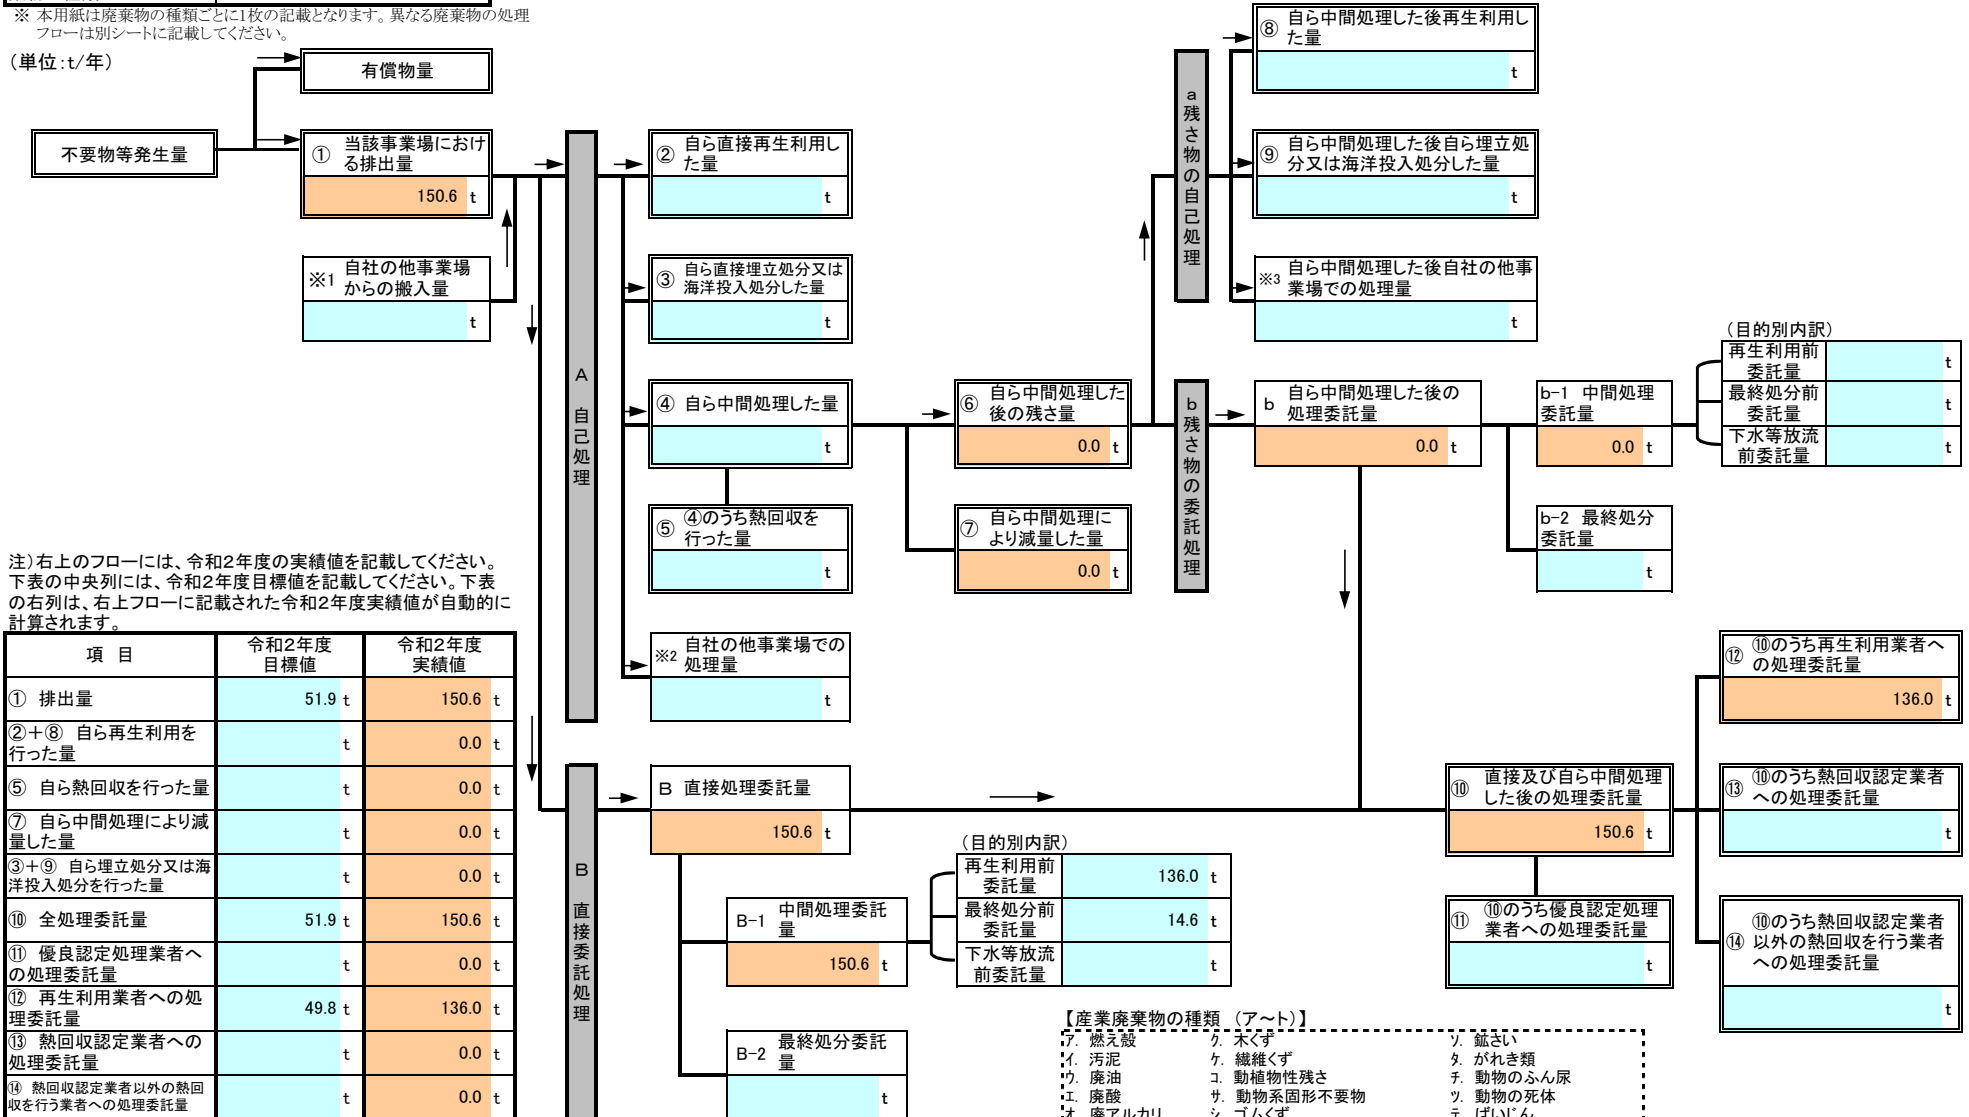 ※ 本用紙は廃棄物の種類ごとに1枚の記載となります。異なる廃棄物の処理
フローは別シートに記載してください。
（単位：t/年）
有償物量
不要物等発生量
① 当該事業場におけ
る排出量
150.6 t
※1 自社の他事業場
からの搬入量
t
A 自己処理
② 自ら直接再生利用し
た量
t
③ 自ら直接埋立処分又は
海洋投入処分した量
t
④ 自ら中間処理した量
t
⑤ ④のうち熱回収を
行った量
t
※2 自社の他事業場での
処理量
t
⑥ 自ら中間処理した
後の残さ量
0.0 t
⑦ 自ら中間処理に
より減量した量
0.0 t
a 残さ物の自己処理
⑧ 自ら中間処理した後再生利用し
た量
t
⑨ 自ら中間処理した後自ら埋立処
分又は海洋投入処分した量
t
※3 自ら中間処理した後自社の他事
業場での処理量
t
b 残さ物の委託処理
b 自ら中間処理した後の
処理委託量
0.0 t
b-1 中間処理
委託量
0.0 t
（目的別内訳）
再生利用前
委託量
t
最終処分前
委託量
t
下水等放流
前委託量
t
b-2 最終処分
委託量
t
注）右上のフローには、令和2年度の実績値を記載してください。
下表の中央列には、令和2年度目標値を記載してください。下表
の右列は、右上フローに記載された令和2年度実績値が自動的に
計算されます。
項 目 令和2年度
目標値 令和2年度
実績値
① 排出量 51.9 t 150.6 t
②＋⑧ 自ら再生利用を
行った量 t 0.0 t
⑤ 自ら熱回収を行った量 t 0.0 t
⑦ 自ら中間処理により減
量した量 t 0.0 t
③＋⑨ 自ら埋立処分又は海
洋投入処分を行った量 t 0.0 t
⑩ 全処理委託量 51.9 t 150.6 t
⑪ 優良認定処理業者へ
の処理委託量 t 0.0 t
⑫ 再生利用業者への処
理委託量 49.8 t 136.0 t
⑬ 熱回収認定業者への
処理委託量 t 0.0 t
⑭ 熱回収認定業者以外の熱回
収を行う業者への処理委託量 t 0.0 t
B 直接委託処理
B 直接処理委託量
150.6 t
B-1 中間処理委託
量
150.6 t
（目的別内訳）
再生利用前
委託量
136.0 t
最終処分前
委託量
14.6 t
下水等放流
前委託量
t
B-2 最終処分委託
量
t
⑩ 直接及び自ら中間処理
した後の処理委託量
150.6 t
⑪ ⑩のうち優良認定処理
業者への処理委託量
t
⑫ ⑩のうち再生利用業者へ
の処理委託量
136.0 t
⑬ ⑩のうち熱回収認定業者
への処理委託量
t
⑭ ⑩のうち熱回収認定業者
以外の熱回収を行う業者
への処理委託量
t
【産業廃棄物の種類 （ア～ト）】
ア. 燃え殻 ク. 木くず ソ. 鉱さい
イ. 汚泥 ケ. 繊維くず タ. がれき類
ウ. 廃油 コ. 動植物性残さ チ. 動物のふん尿
エ. 廃酸 サ. 動物系固形不要物 ツ. 動物の死体
オ. 廃アルカリ シ. ゴムくず テ. ばいじん